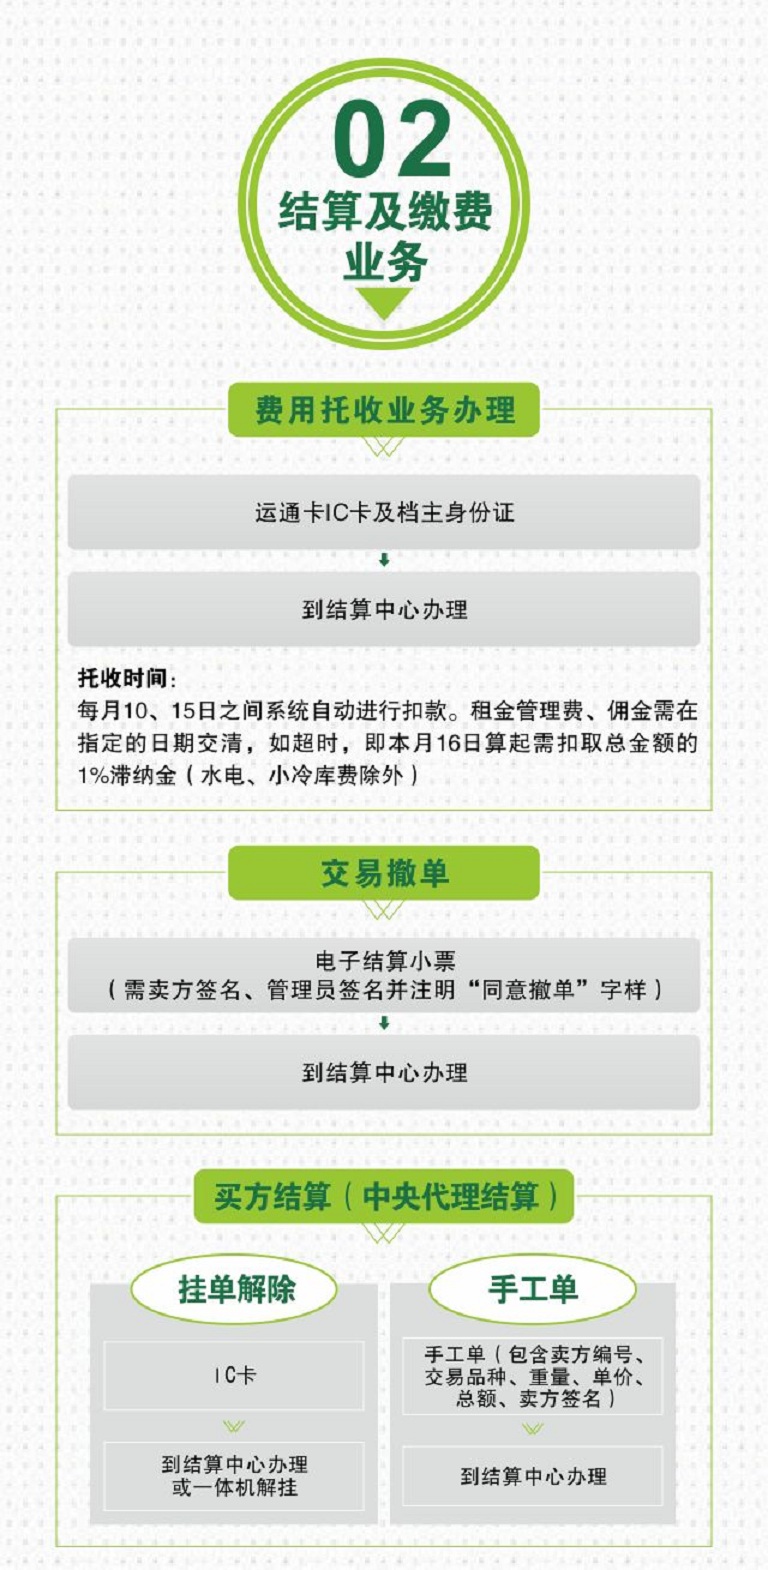 02
结算及缴费
业务
费用托收业务办理
运通卡IC卡及档主身份证
到结算中心办理
托收时间：
每月10、15日之间系统自动进行扣款。租金管理费、佣金需在
指定的日期交清，如超时，即本月16日算起需扣取总金额的
1%滞纳金（水电、小冷库费除外）
交易撤单
电子结算小票
（需卖方签名、管理员签名并注明“同意撤单”字样）
到结算中心办理
买方结算（中央代理结算）
挂单解除
IC卡
到结算中心办理
或一体机解挂
手工单
手工单（包含卖方编号、
交易品种、重量、单价、
总额、卖方签名）
到结算中心办理